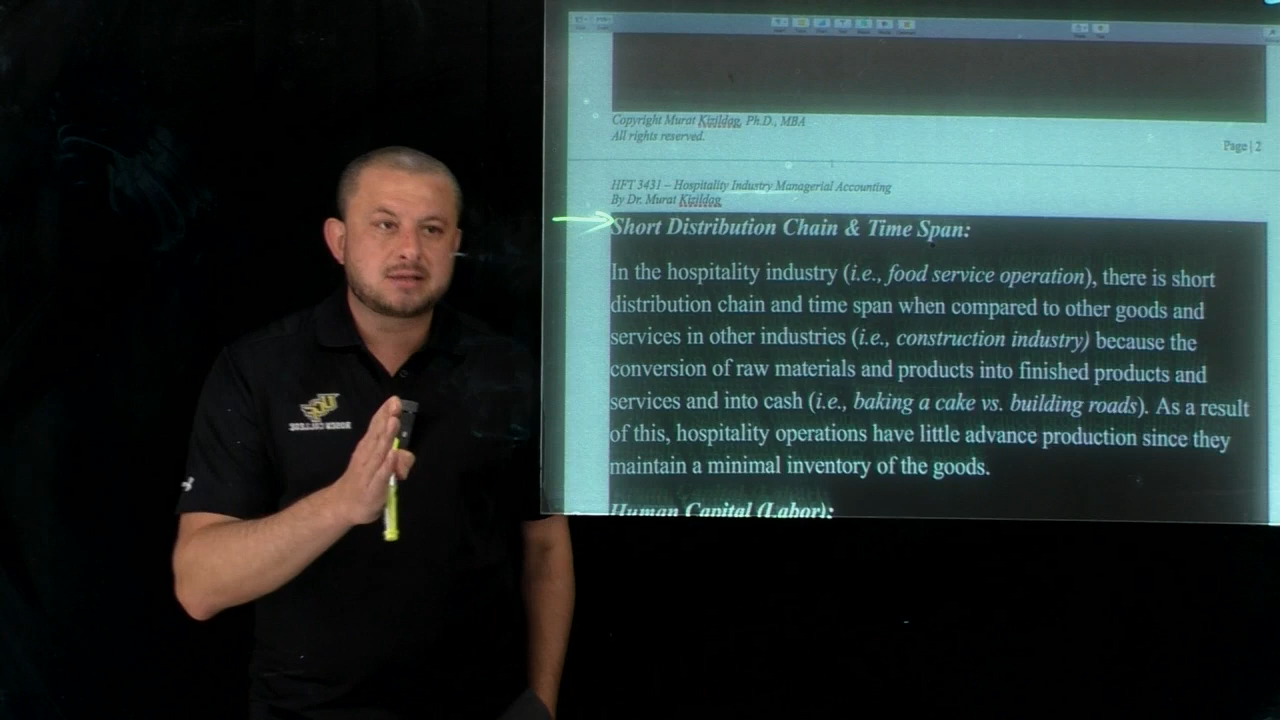 Copyright Murat Kizildag, Ph.D., MBA
All rights reserved.
Page | 2
HFT 3431 – Hospitality Industry Managerial Accounting
By Dr. Murat Kizildag
Short Distribution Chain & Time Span:
In the hospitality industry (i.e., food service operation), there is short
distribution chain and time span when compared to other goods and
services in other industries (i.e., construction industry) because the
conversion of raw materials and products into finished products and
services and into cash (i.e., baking a cake vs. building roads). As a result
of this, hospitality operations have little advance production since they
maintain a minimal inventory of the goods.
Human Capital (Labor):